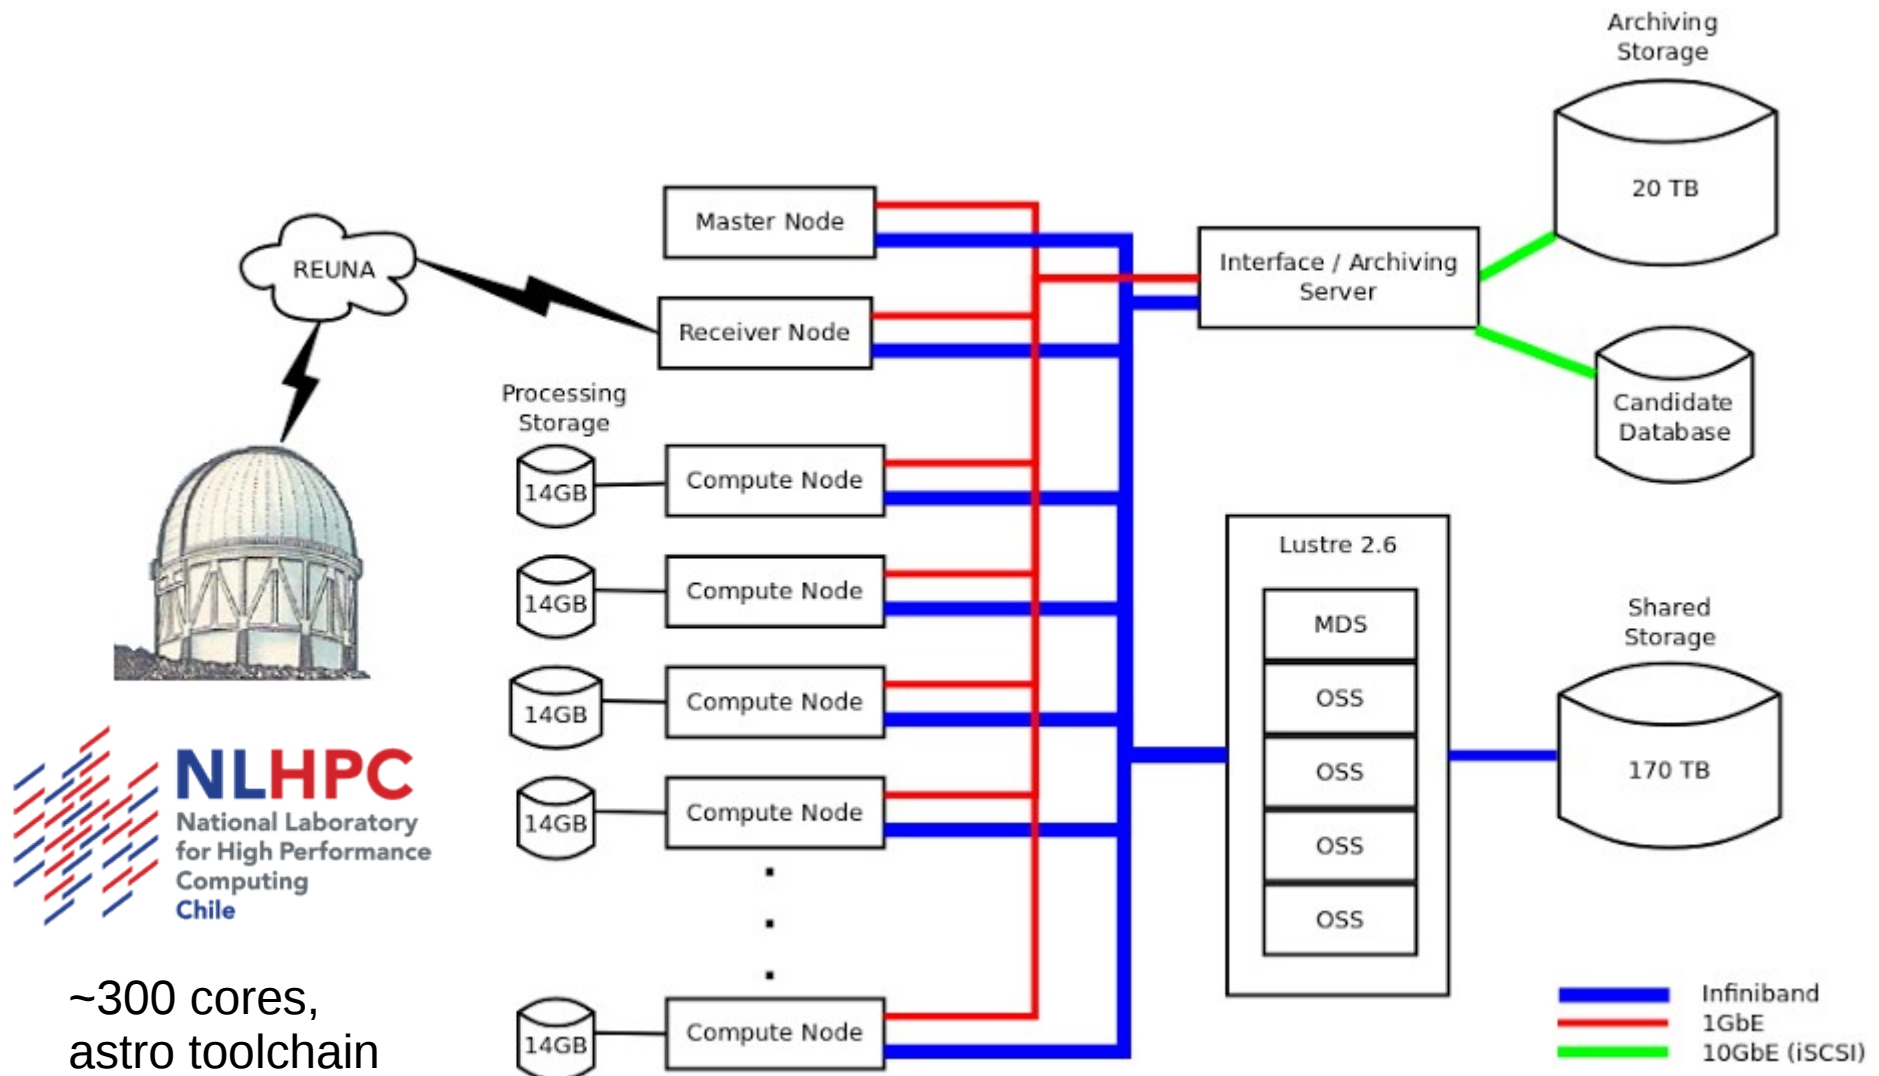 Archiving
Storage
20 TB
Master Node
REUNA
Interface / Archiving
Server
Receiver Node
Processing
Storage
Candidate
Database
14GB
Compute Node
14GB
Compute Node
14GB
Compute Node
14GB
Compute Node
14GB
Compute Node
Lustre 2.6
MDS
OSS
OSS
OSS
OSS
Shared
Storage
170 TB
NLHPC
National Laboratory
for High Performance
Computing
Chile
~300 cores,
astro toolchain
Infiniband
1GbE
10GbE (iSCSI)